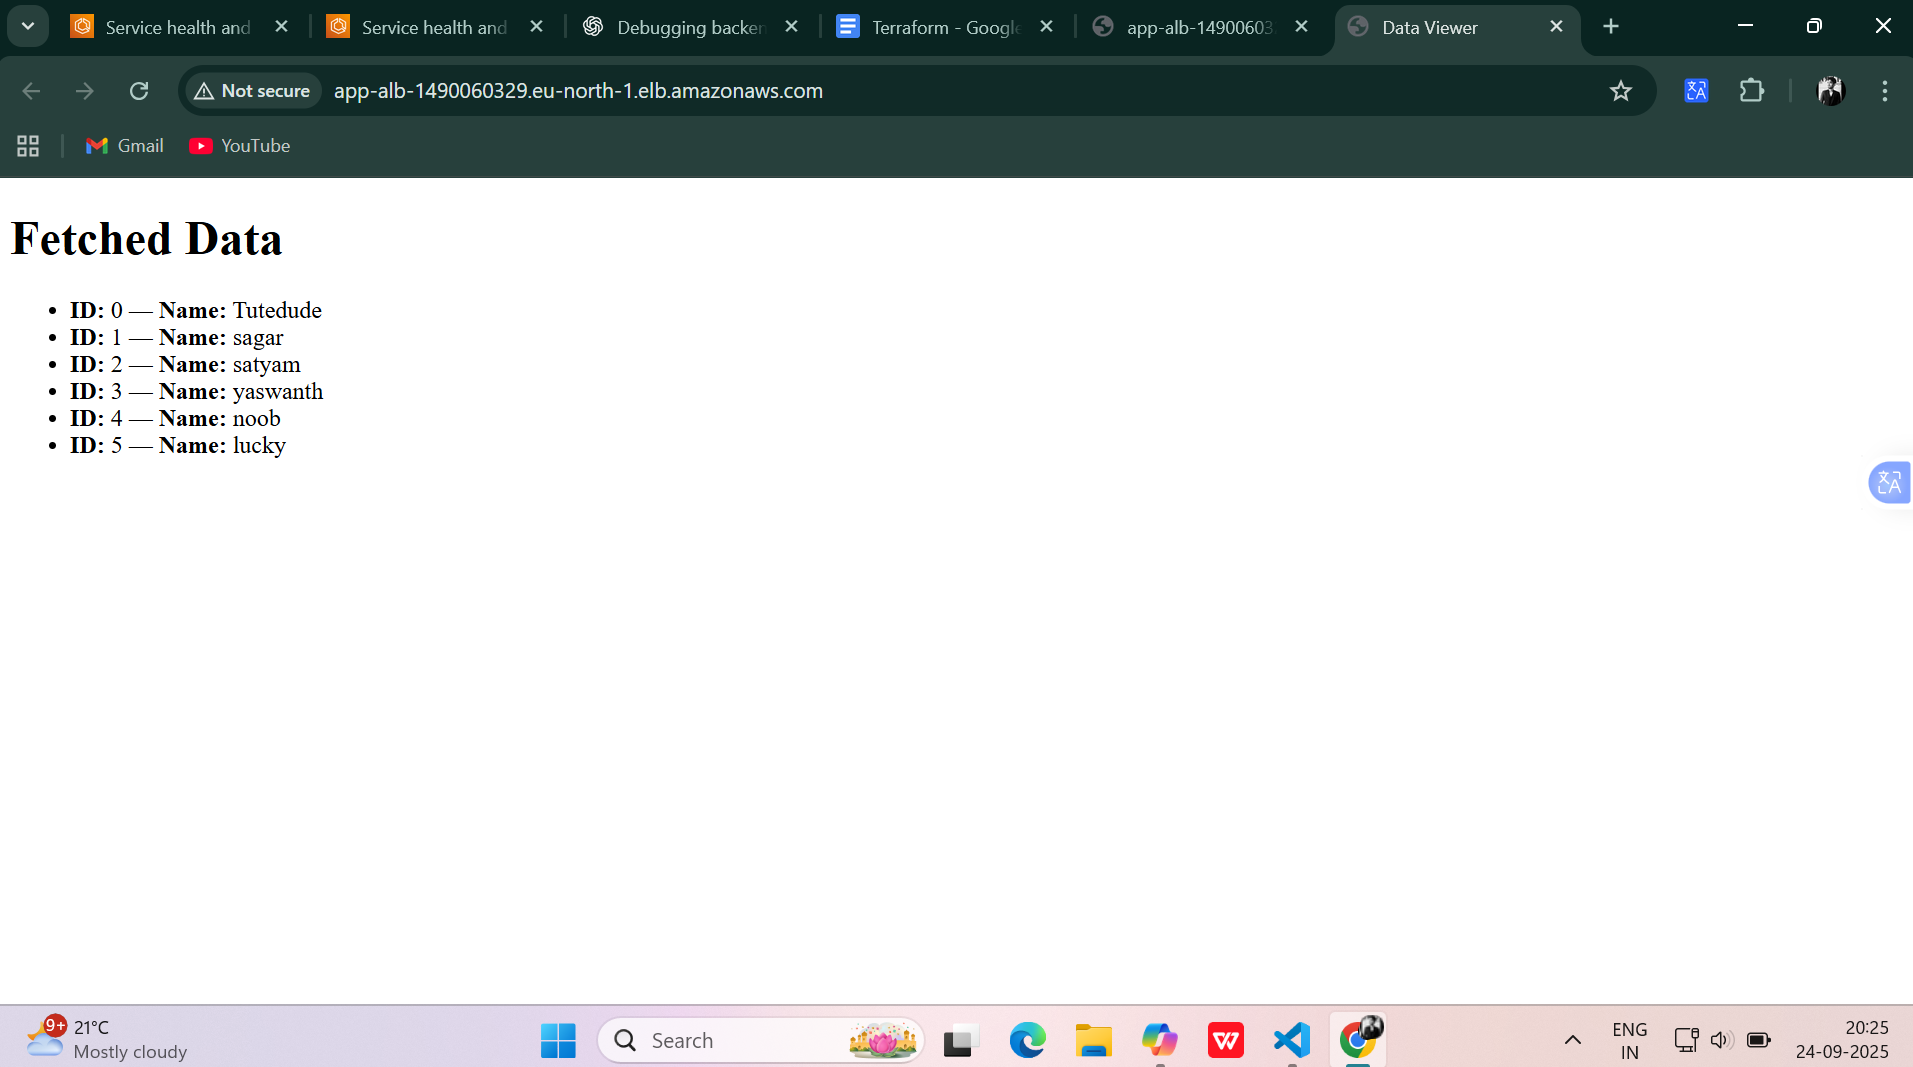 Service health and
Service health and
Debugging backen
Terraform - Google
app-alb-14900603
Data Viewer
Not secure
app-alb-1490060329.eu-north-1.elb.amazonaws.com
Gmail
YouTube
Fetched Data
ID: 0 — Name: Tutedude
ID: 1 — Name: sagar
ID: 2 — Name: satyam
ID: 3 — Name: yaswanth
ID: 4 — Name: noob
ID: 5 — Name: lucky
9+
21°C
Mostly cloudy
Search
ENG
IN
20:25
24-09-2025